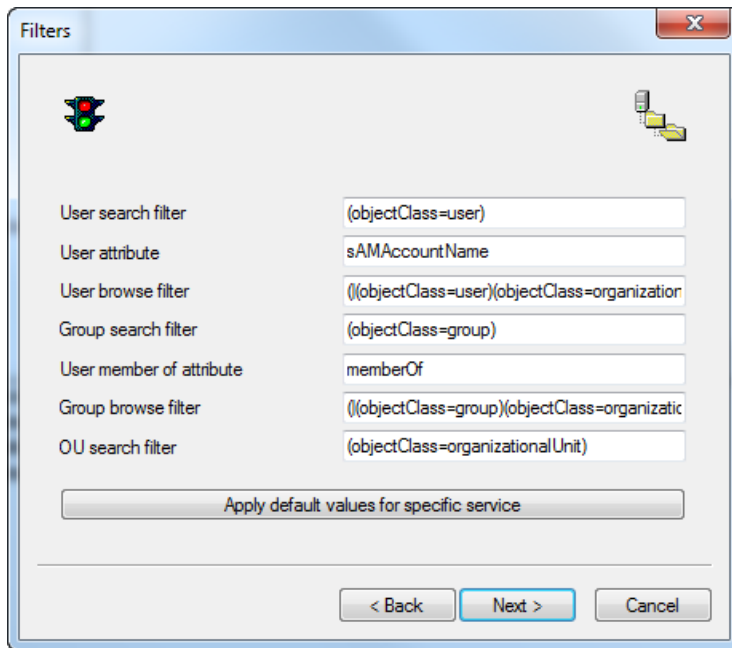 Filters
User search filter
(objectClass=user)
User attribute
sAMAccountName
User browse filter
(|(objectClass=user)(objectClass=organization
Group search filter
(objectClass=group)
User member of attribute
memberOf
Group browse filter
(|(objectClass=group)(objectClass=organizatic
OU search filter
(objectClass=organizationalUnit)
Apply default values for specific service
< Back
Next >
Cancel